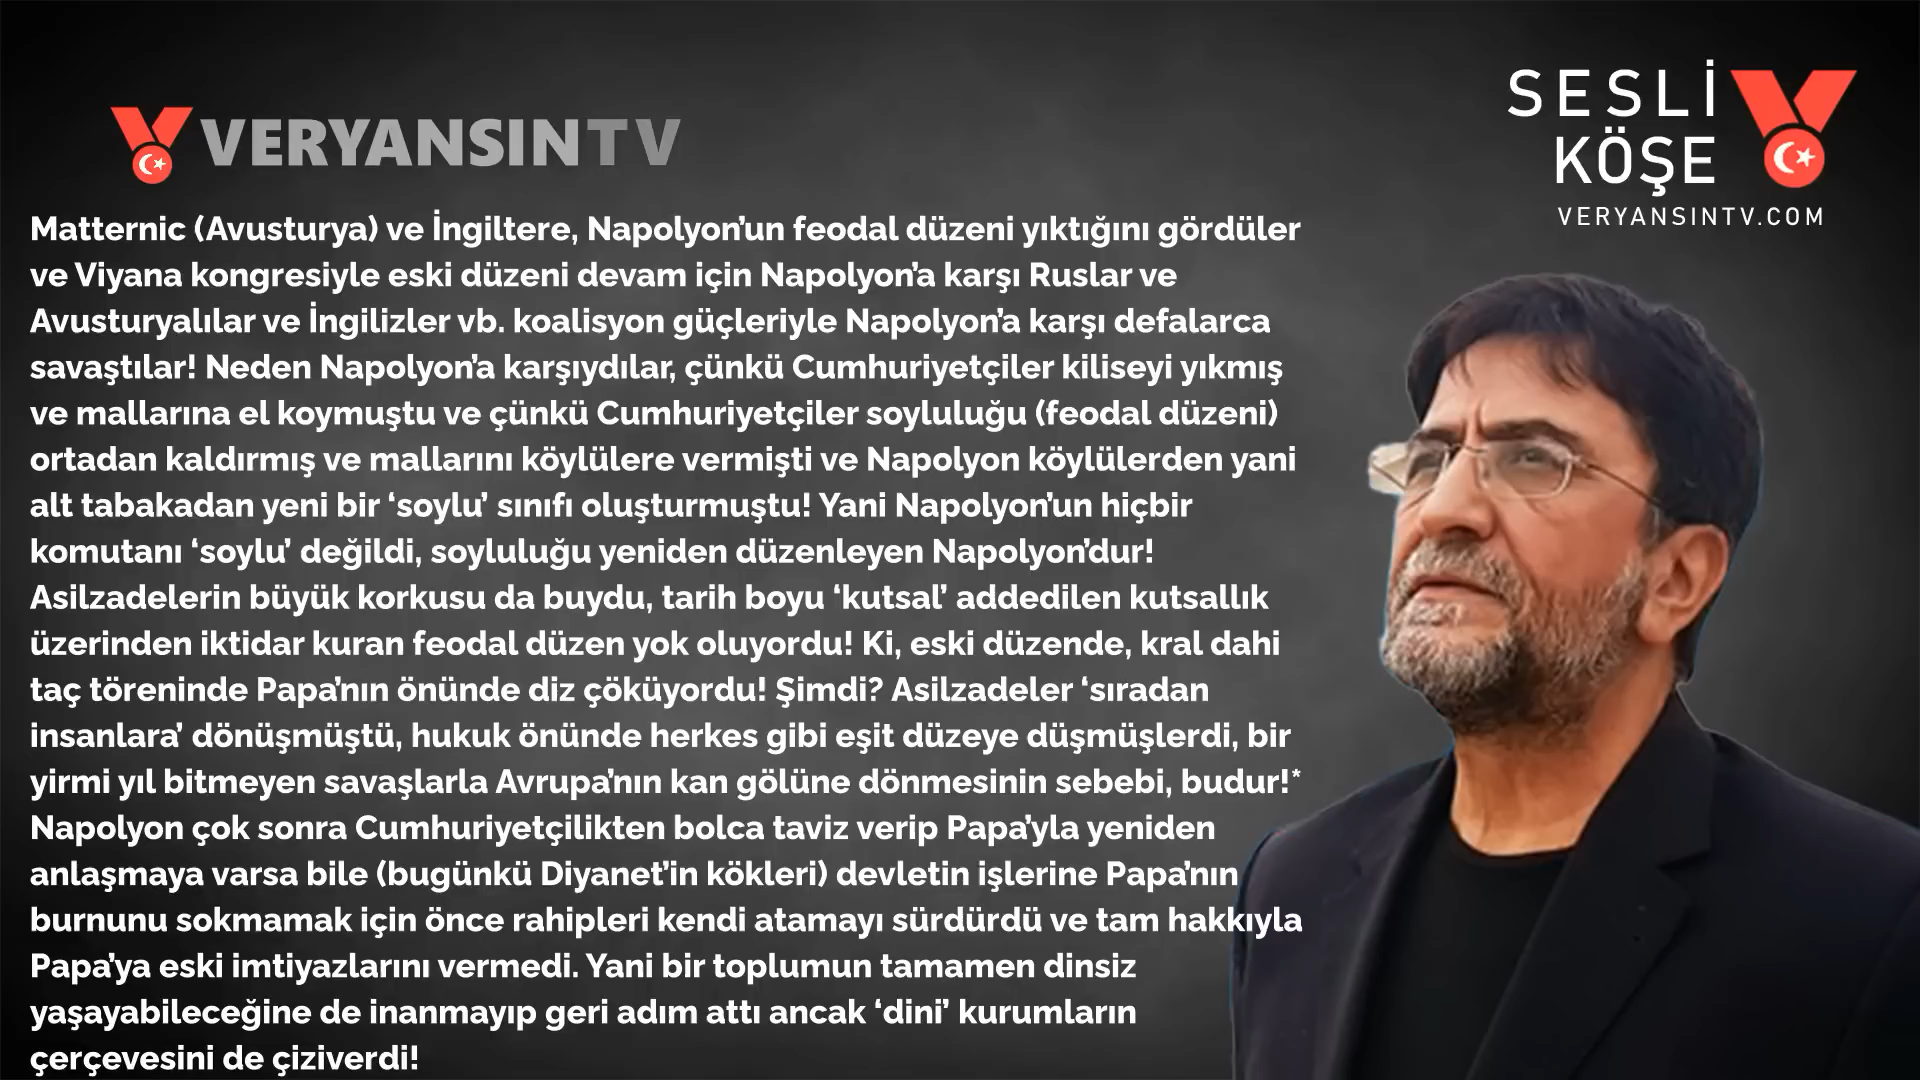 VERYANSINTV
SESLİ
KÖŞE
VERYANSINTV.COM
Matternic (Avusturya) ve İngiltere, Napolyon’un feodal düzeni yıktığını gördüler
ve Viyana kongresiyle eski düzeni devam için Napolyon’a karşı Ruslar ve
Avusturyalılar ve İngilizler vb. koalisyon güçleriyle Napolyon’a karşı defalarca
savaştılar! Neden Napolyon’a karşıydılar, çünkü Cumhuriyetçiler kiliseyi yıkmış
ve mallarına el koymuştu ve çünkü Cumhuriyetçiler soyluluğu (feodal düzeni)
ortadan kaldırmış ve mallarını köylülere vermişti ve Napolyon köylülerden yani
alt tabakadan yeni bir ‘soylu’ sınıfı oluşturmuştu! Yani Napolyon’un hiçbir
komutanı ‘soylu’ değildi, soyluluğu yeniden düzenleyen Napolyon’dur!
Asilzadelerin büyük korkusu da buydu, tarih boyu ‘kutsal’ addedilen kutsallık
üzerinden iktidar kuran feodal düzen yok oluyordu! Ki, eski düzende, kral dahi
taç töreninde Papa’nın önünde diz çöküyordu! Şimdi? Asilzadeler ‘sıradan
insanlara’ dönüşmüştü, hukuk önünde herkes gibi eşit düzeye düşmüşlerdi, bir
yirmi yıl bitmeyen savaşlarla Avrupa’nın kan gölüne dönmesinin sebebi, budur!*
Napolyon çok sonra Cumhuriyetçilikten bolca taviz verip Papa’yla yeniden
anlaşmaya varsa bile (bugünkü Diyanet’in kökleri) devletin işlerine Papa’nın
burnunu sokmamak için önce rahipleri kendi atamayı sürdürdü ve tam hakkıyla
Papa’ya eski imtiyazlarını vermedi. Yani bir toplumun tamamen dinsiz
yaşayabileceğine de inanmayıp geri adım attı ancak ‘dini’ kurumların
çerçevesini de çiziverdi!